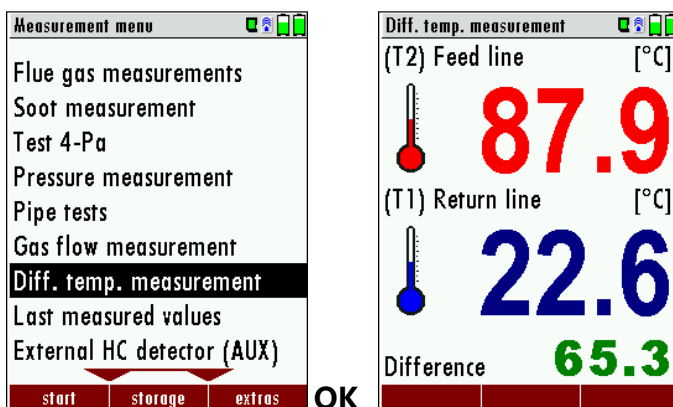 Measurement menu
Flue gas measurements
Soot measurement
Test 4-Pa
Pressure measurement
Pipe tests
Gas flow measurement
Diff. temp. measurement
Last measured values
External HC detector (AUX)
start storage extras
OK
Diff. temp. measurement
(T2) Feed line [°C]
87.9
(T1) Return line [°C]
22.6
Difference 65.3